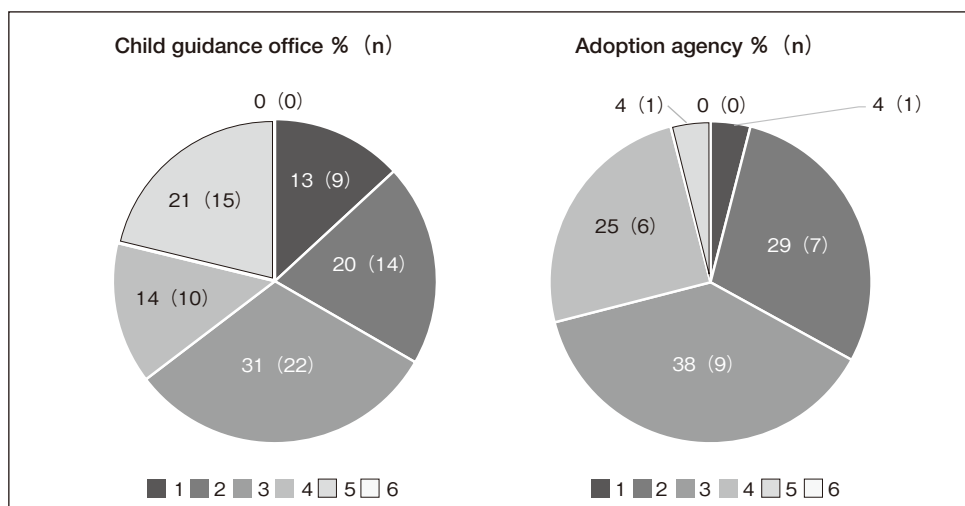 Child guidance office % (n)
0 (0)
13 (9)
21 (15)
20 (14)
14 (10)
31 (22)
1 2 3 4 5 6
Adoption agency % (n)
4 (1) 0 (0) 4 (1)
25 (6)
29 (7)
38 (9)
1 2 3 4 5 6